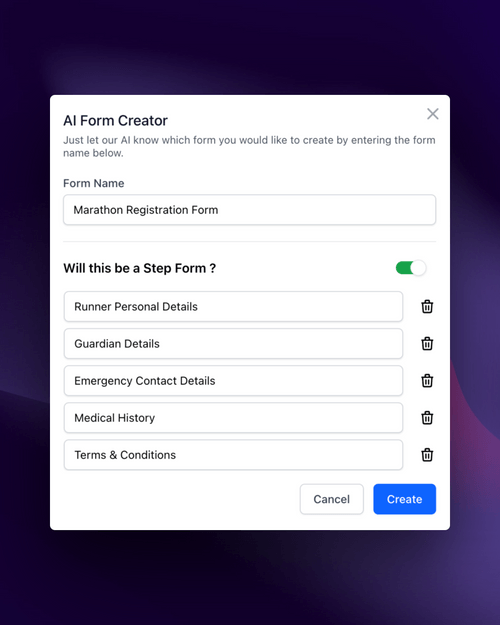 AI Form Creator
Just let our AI know which form you would like to create by entering the form
name below.
Form Name
Marathon Registration Form
Will this be a Step Form ?
Runner Personal Details
Guardian Details
Emergency Contact Details
Medical History
Terms & Conditions
Cancel
Create